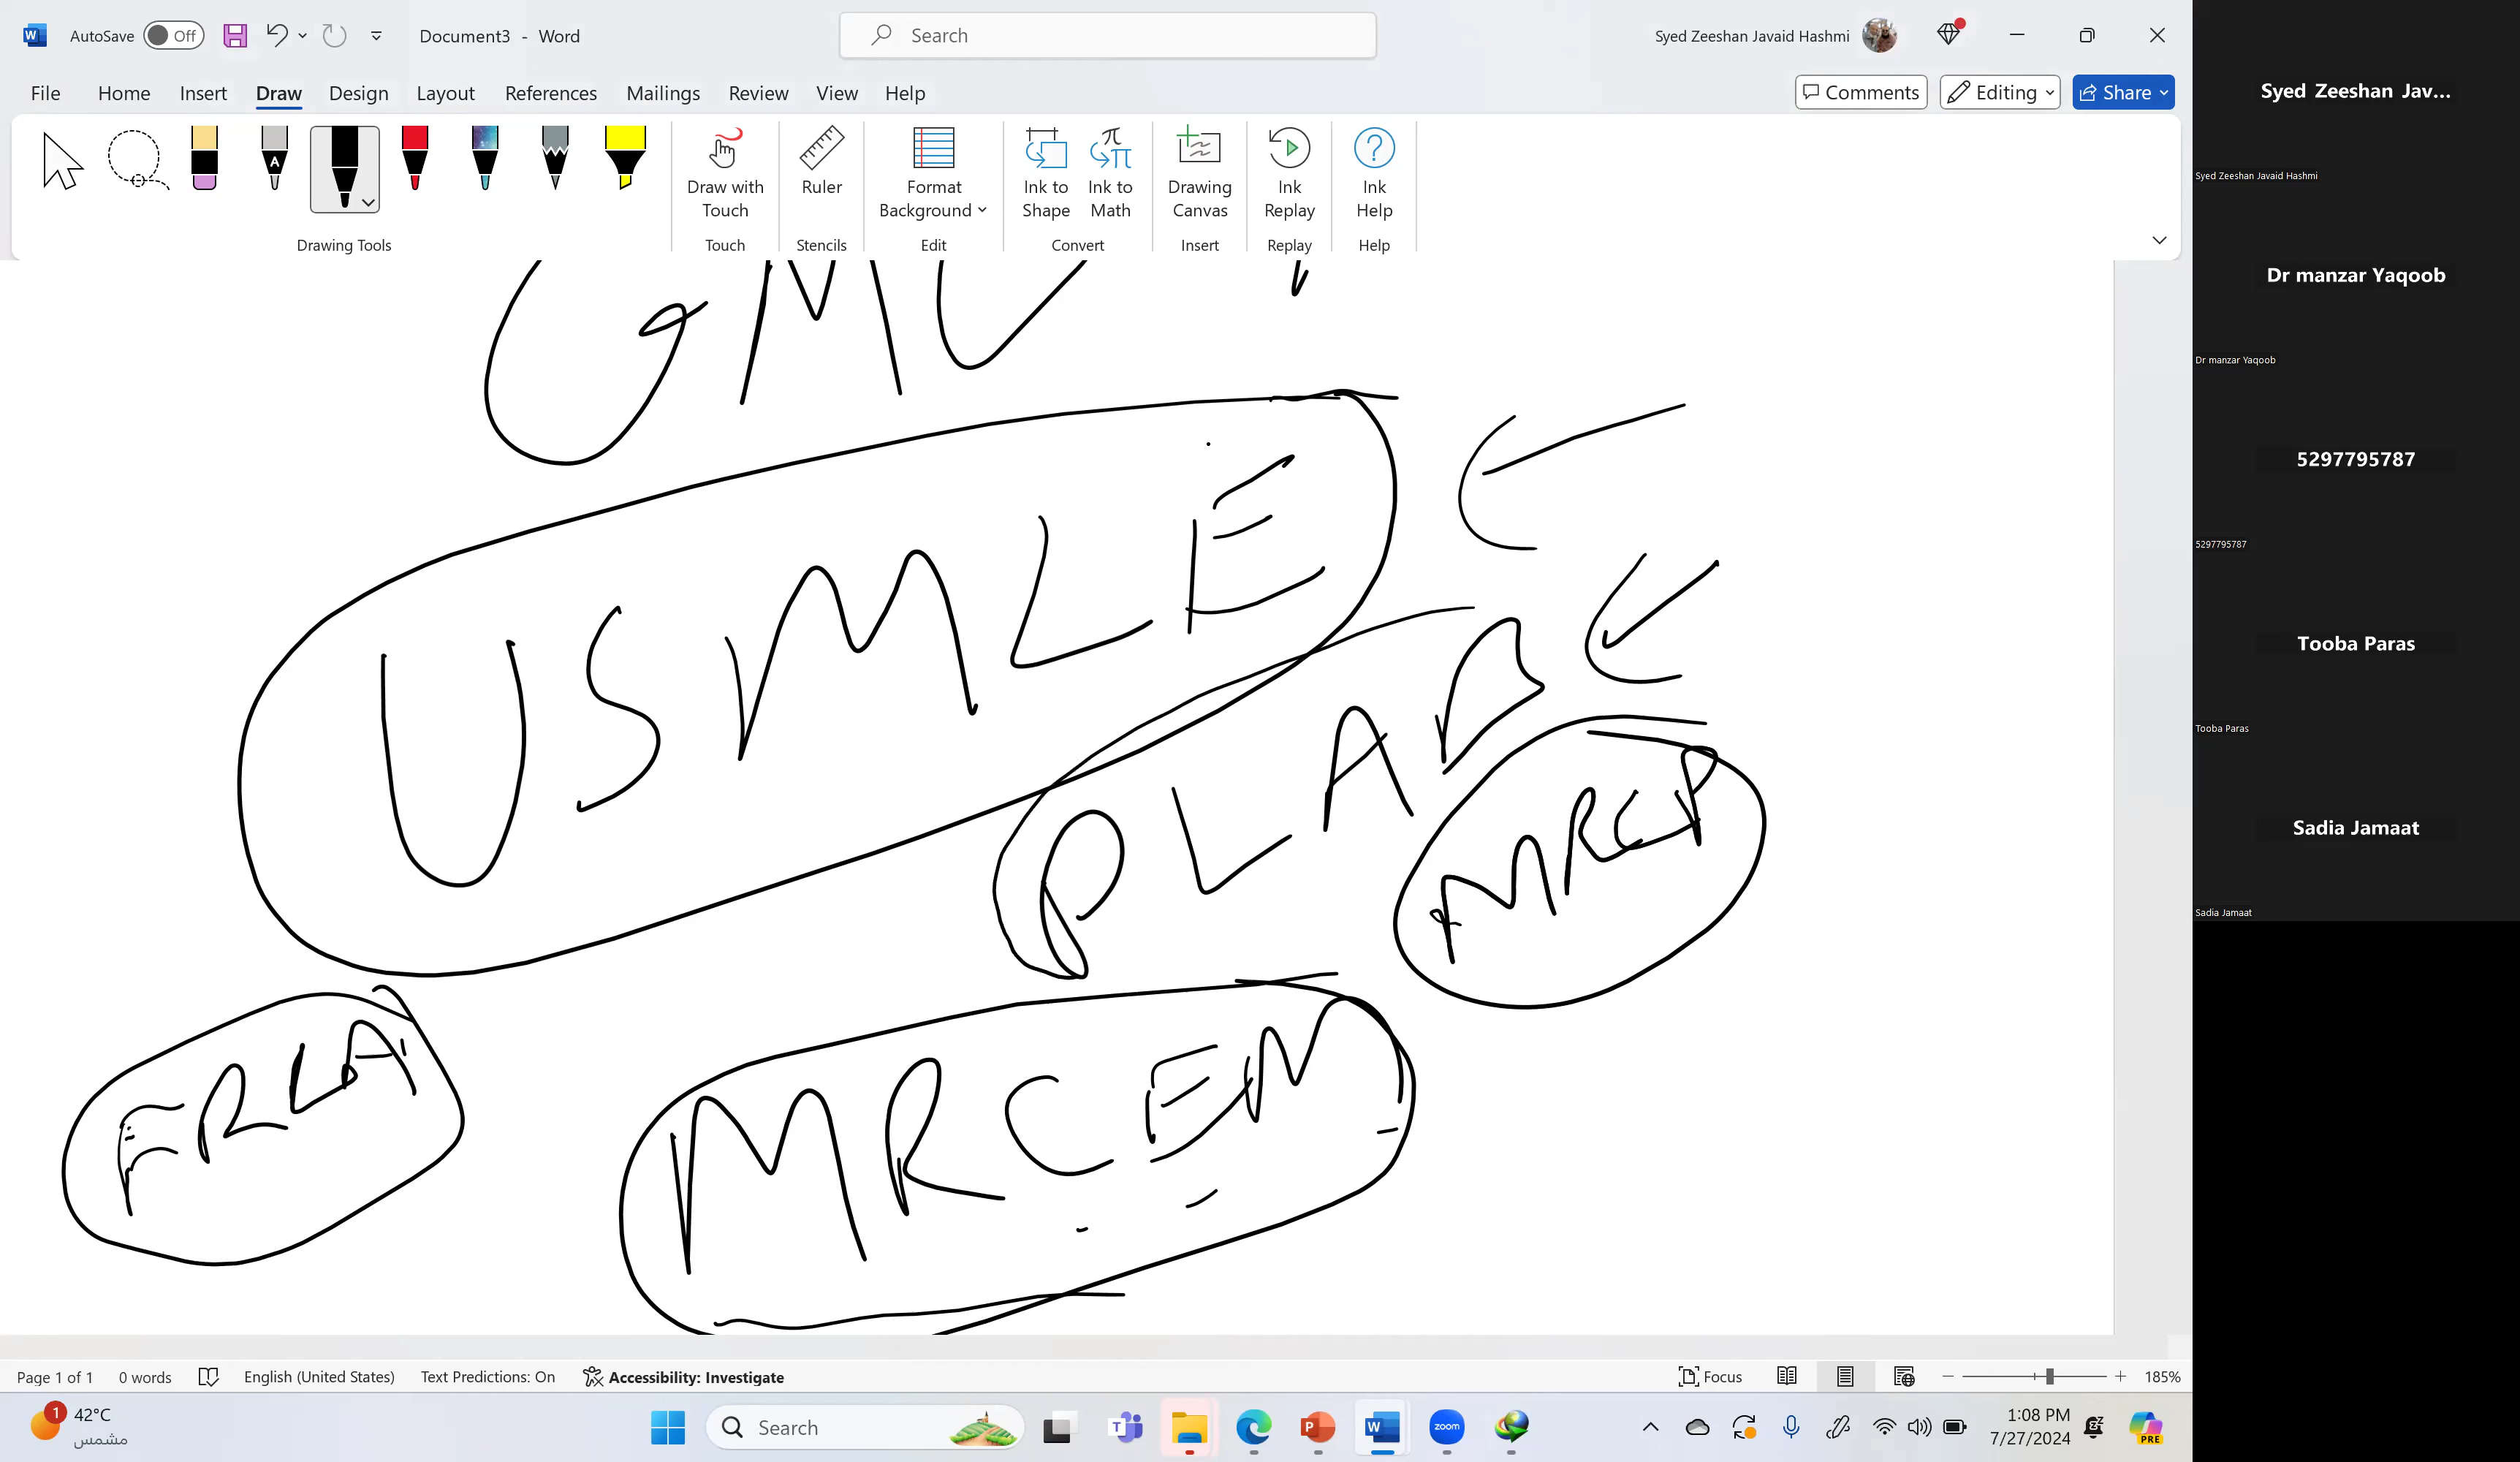 AutoSave Off Document3 - Word Search Syed Zeeshan Javaid Hashmi
File Home Insert Draw Design Layout References Mailings Review View Help Comments Editing Share
A
Draw with Touch
Ruler
Format Background
Ink to Shape
Ink to Math
Drawing Canvas
Ink Replay
Ink Help
Drawing Tools Touch Stencils Edit Convert Insert Replay Help
GMC
USMLE
PLAB
MRCP
MRCEM
Syed Zeeshan Jav...
Syed Zeeshan Javaid Hashmi
Dr manzar Yaqoob
Dr manzar Yaqoob
5297795787
5297795787
Tooba Paras
Tooba Paras
Sadia Jamaat
Sadia Jamaat
Page 1 of 1 0 words English (United States) Text Predictions: On Accessibility: Investigate Focus 185%
1 42°C
مشمس
Search
zoom
PRE
1:08 PM
7/27/2024